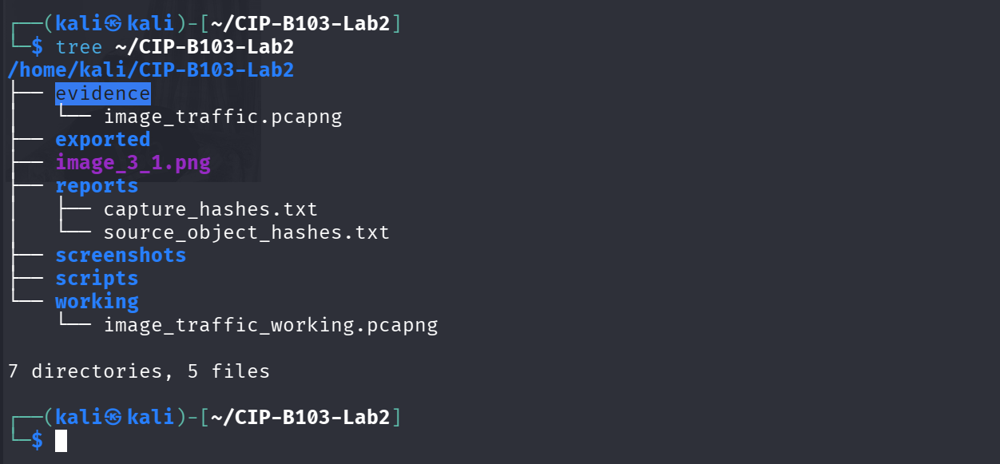 ┌──(kali㉿kali)-[~/CIP-B103-Lab2]
└─$ tree ~/CIP-B103-Lab2
/home/kali/CIP-B103-Lab2
├── evidence
│   └── image_traffic.pcapng
├── exported
├── image_3_1.png
├── reports
│   ├── capture_hashes.txt
│   └── source_object_hashes.txt
├── screenshots
├── scripts
└── working
    └── image_traffic_working.pcapng

7 directories, 5 files

┌──(kali㉿kali)-[~/CIP-B103-Lab2]
└─$